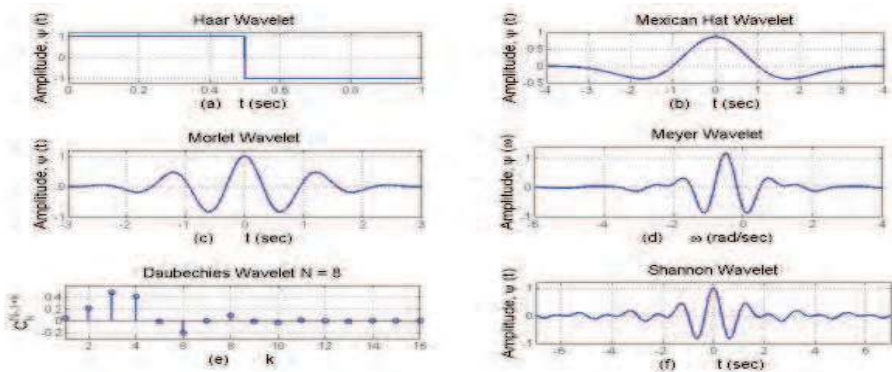 Haar Wavelet
Amplitude, ψ (t)
1
0
-1
0 0.2 0.4 0.6 0.8 1
(a) t (sec)
Mexican Hat Wavelet
Amplitude, ψ (t)
0.5
0
-0.5
-4 -3 -2 -1 0 1 2 3 4
(b) t (sec)
Morlet Wavelet
Amplitude, ψ (t)
1
0
-1
-3 -2 -1 0 1 2 3
(c) t (sec)
Meyer Wavelet
Amplitude, ψ (ω)
1
0
-4 -2 0 2 4
(d) ω (rad/sec)
Daubechies Wavelet N = 8
0.4
0.2
0
-0.2
2 4 6 8 10 12 14 16
(e) k
Shannon Wavelet
Amplitude, ψ (t)
1
0
-6 -4 -2 0 2 4 6
(f) t (sec)